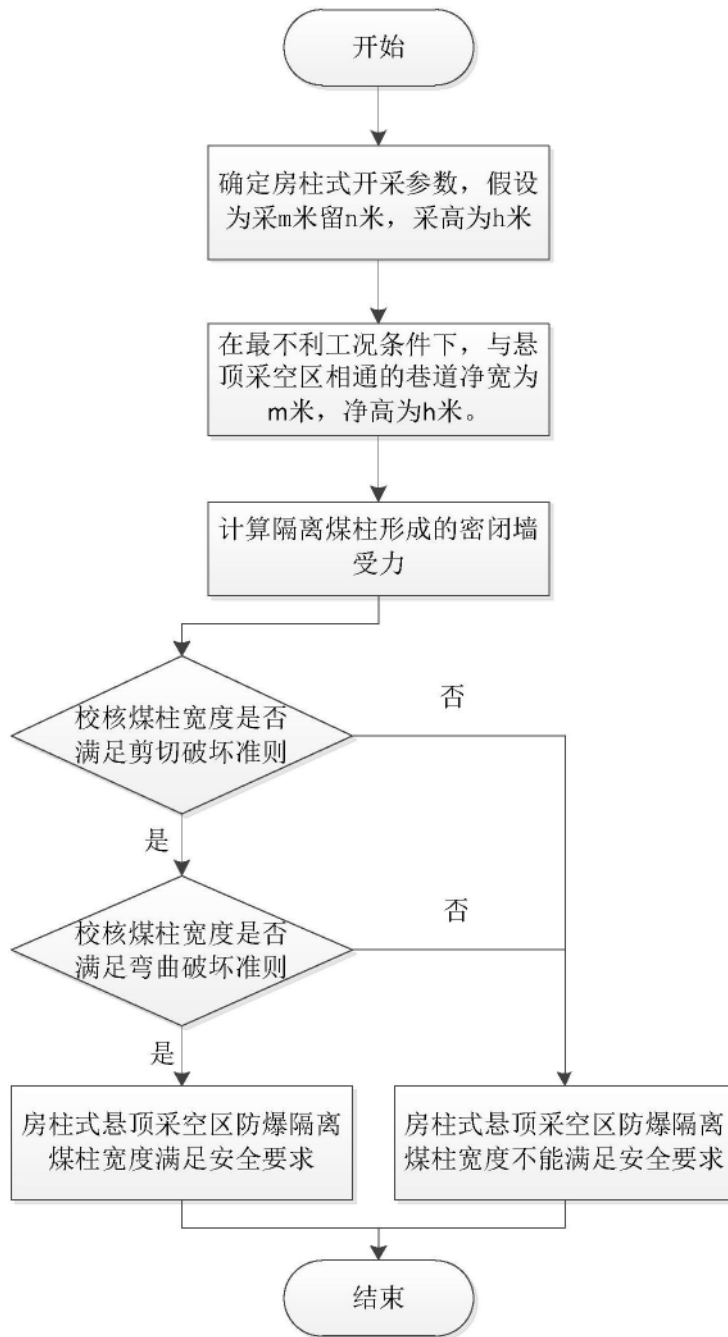 开始
确定房柱式开采参数，假设
为采m米留n米，采高为h米
在最不利工况条件下，与悬
顶采空区相通的巷道净宽为
m米，净高为h米。
计算隔离煤柱形成的密闭墙
受力
校核煤柱宽度是否
满足剪切破坏准则
否
是
校核煤柱宽度是否
满足弯曲破坏准则
否
是
房柱式悬顶采空区防爆隔离
煤柱宽度满足安全要求
房柱式悬顶采空区防爆隔离
煤柱宽度不能满足安全要求
结束